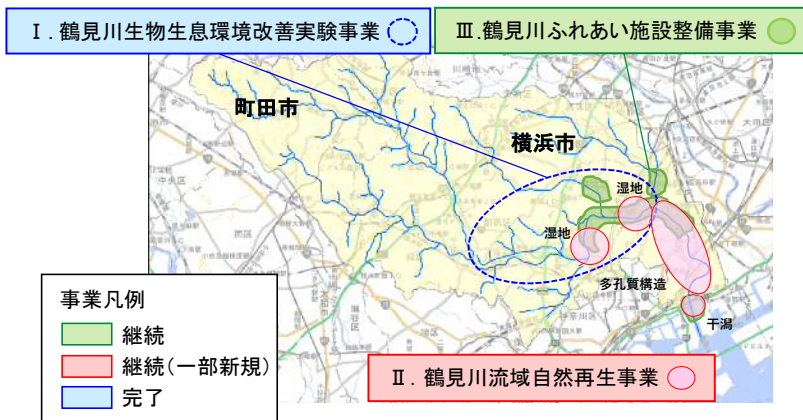 Ⅰ．鶴見川生物生息環境改善実験事業
Ⅲ.鶴見川ふれあい施設整備事業
町田市
横浜市
湿地
湿地
多孔質構造
干潟
事業凡例
継続
継続(一部新規)
完了
Ⅱ．鶴見川流域自然再生事業